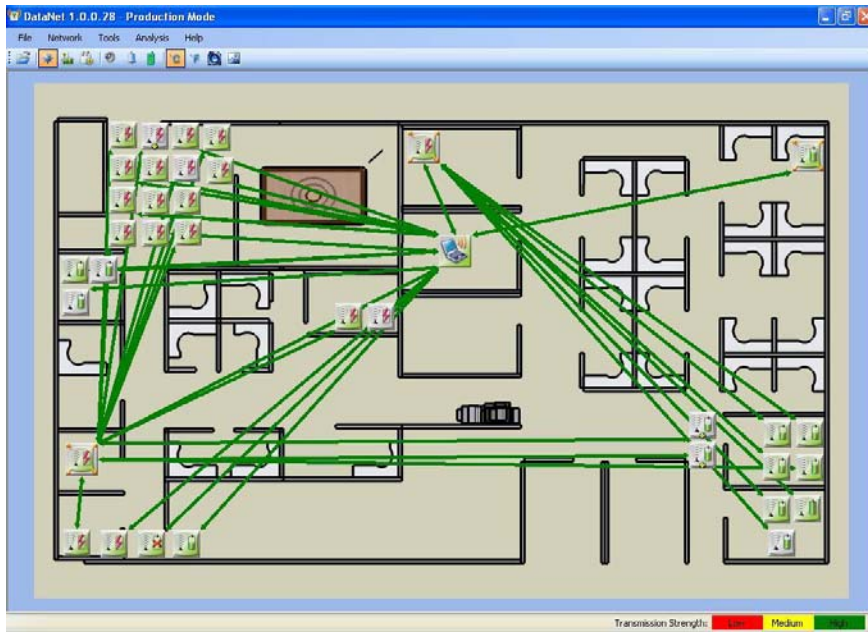 DataNet 1.0.0.28 - Production Mode
File Network Tools Analysis Help
°C °F
Transmission Strength: Low Medium High